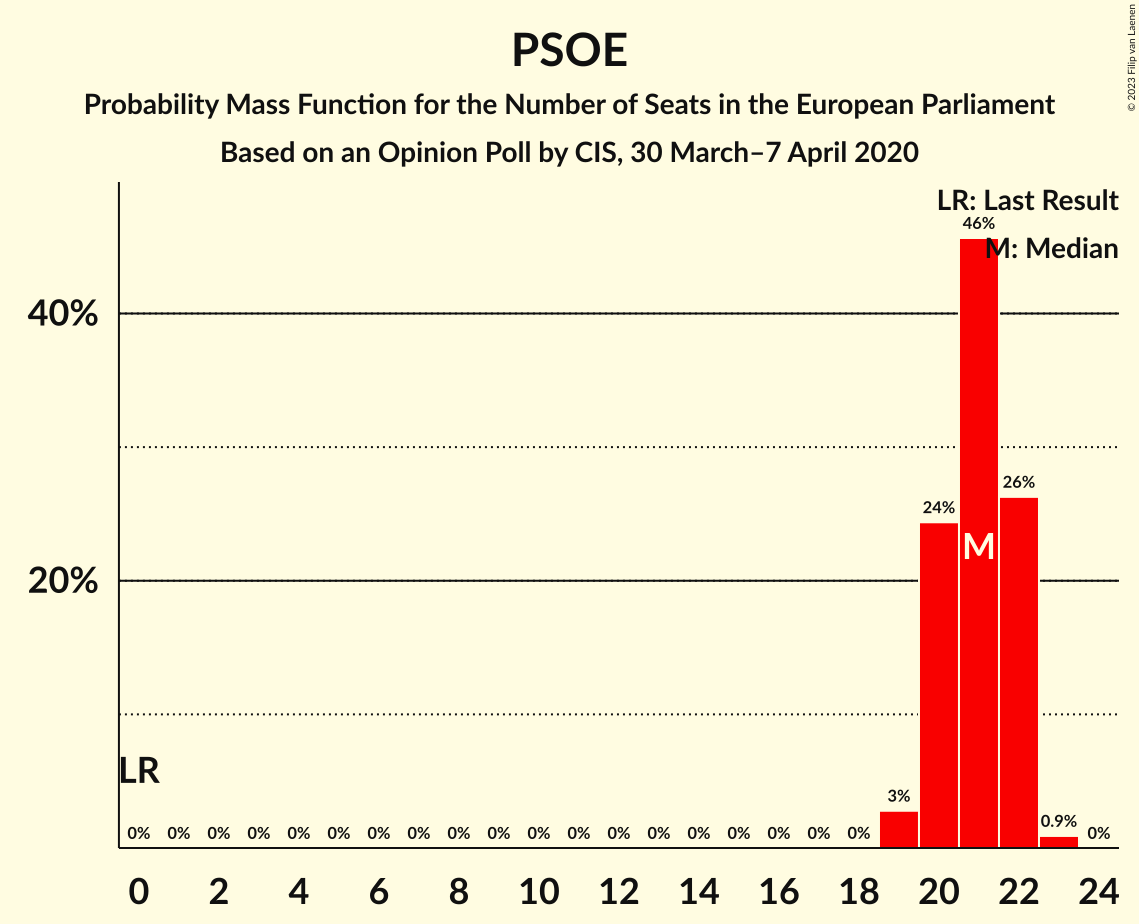 PSOE
Probability Mass Function for the Number of Seats in the European Parliament
Based on an Opinion Poll by CIS, 30 March–7 April 2020
© 2023 Filip van Laenen
LR: Last Result
M: Median
46%
40%
26%
24%
M
20%
LR
3%
0.9%
0% 0% 0% 0% 0% 0% 0% 0% 0% 0% 0% 0% 0% 0% 0% 0% 0% 0% 0% 0%
0 2 4 6 8 10 12 14 16 18 20 22 24